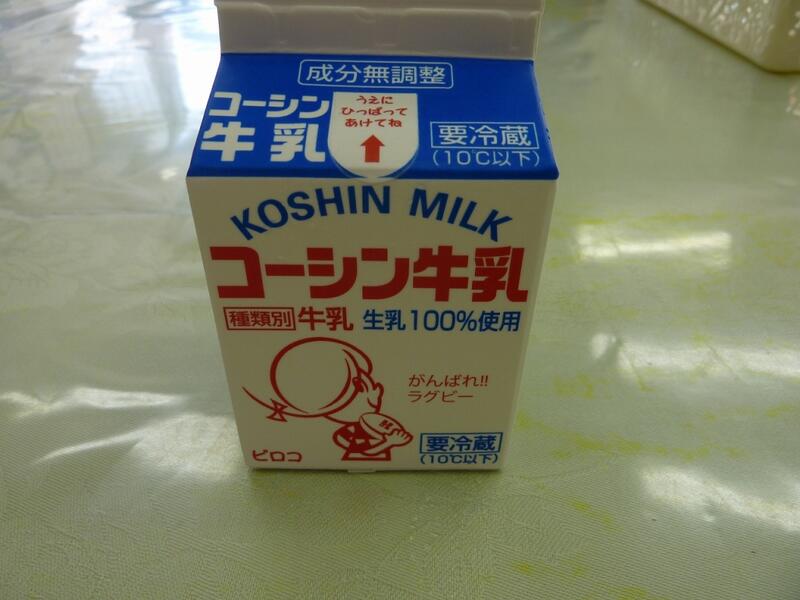 成分無調整
コーシン
牛乳
うえに
ひっぱって
あけてね
要冷蔵
(10℃以下)
KOSHIN MILK
コーシン牛乳
種類別 牛乳 生乳100%使用
がんばれ!!
ラグビー
ピロコ
要冷蔵
(10℃以下)